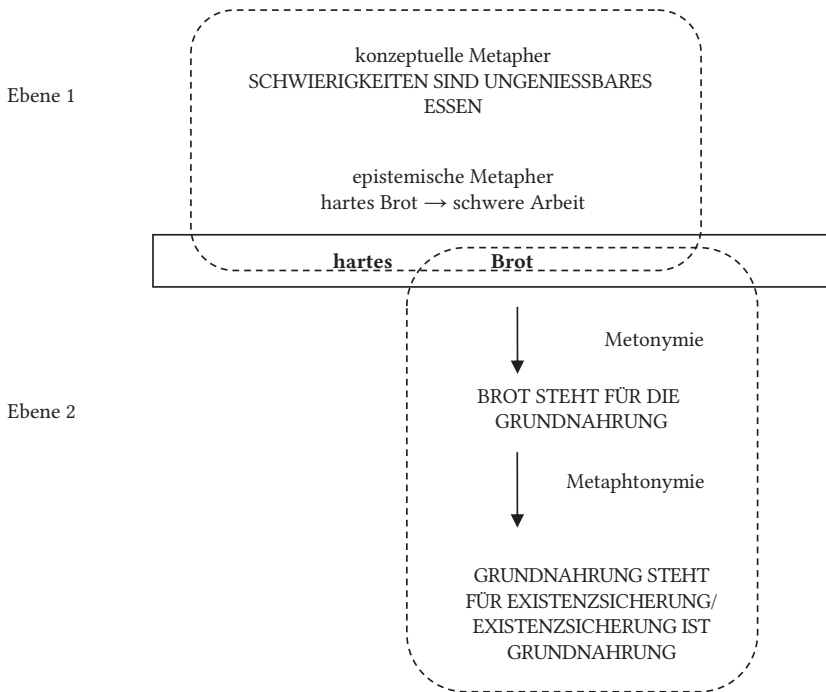 konzeptuelle Metapher
Ebene 1
SCHWIERIGKEITEN SIND UNGENIESSBARES
ESSEN
epistemische Metapher
hartes Brot → schwere Arbeit
hartes Brot
Metonymie
Ebene 2
BROT STEHT FÜR DIE
GRUNDNAHRUNG
Metaphtonymie
GRUNDNAHRUNG STEHT
FÜR EXISTENZSICHERUNG/
EXISTENZSICHERUNG IST
GRUNDNAHRUNG